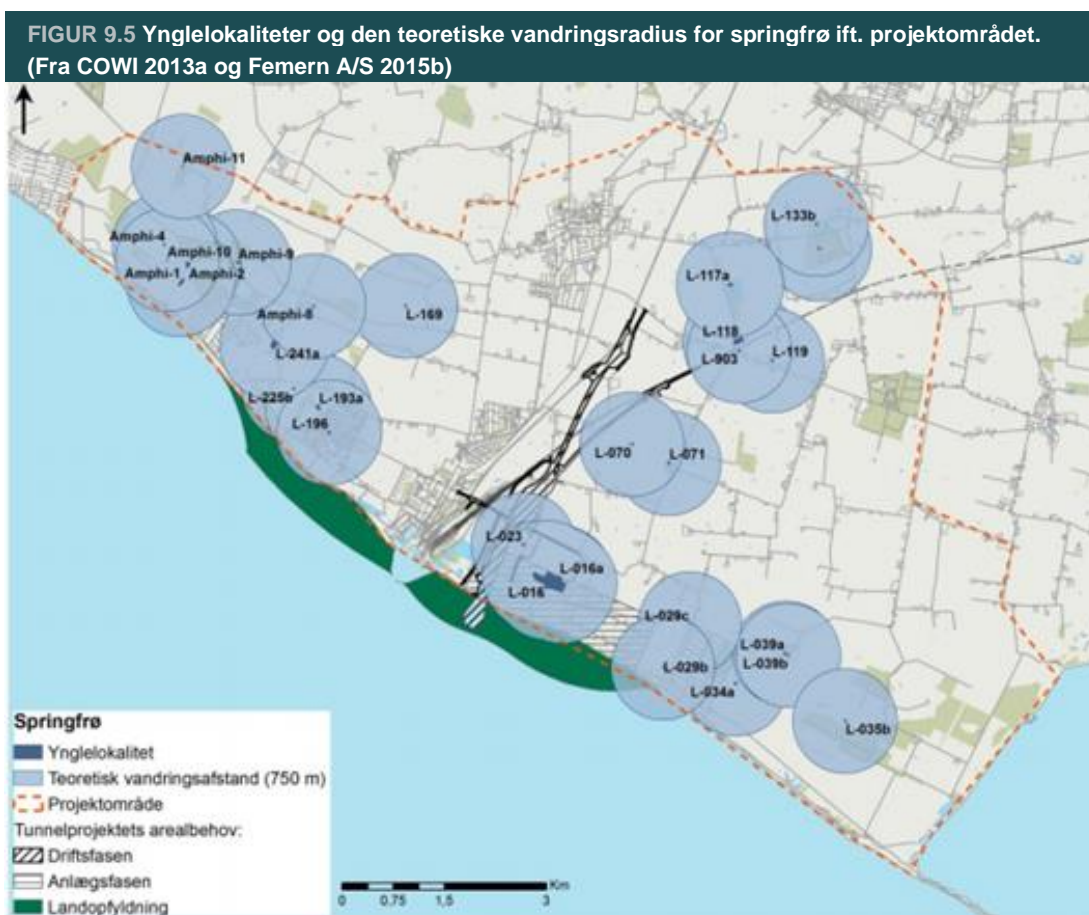 FIGUR 9.5 Ynglelokaliteter og den teoretiske vandringsradius for springfrø ift. projektområdet.
(Fra COWI 2013a og Femern A/S 2015b)
Amphi-11
Amphi-4
Amphi-10
Amphi-9
Amphi-1
Amphi-2
Amphi-8
L-169
L-241a
L-225b
L-193a
L-196
L-133b
L-117a
L-118
L-903
L-119
L-070
L-071
L-023
L-016a
L-016
L-029c
L-029b
L-034a
L-039a
L-039b
L-035b
Springfrø
Ynglelokalitet
Teoretisk vandringsafstand (750 m)
Projektområde
Tunnelprojektets arealbehov:
Driftsfasen
Anlægsfasen
Landopfyldning
Km
0 0,75 1,5 3